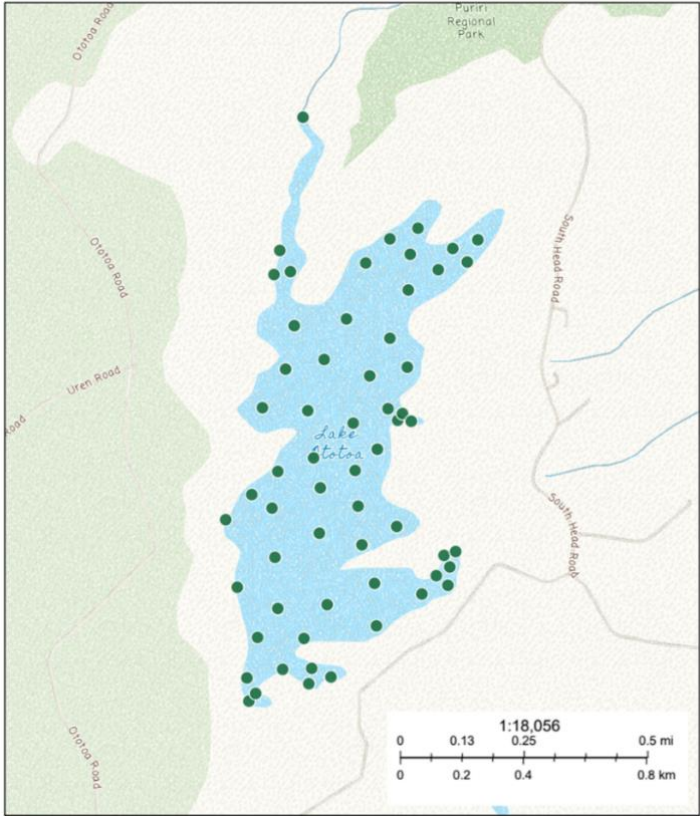 Puriri
Regional
Park
Ototoa Road
Ototoa Road
South Head Road
Uren Road
Road
Lake
Ototoa
South Head Road
Ototoa Road
1:18,056
0 0.13 0.25 0.5 mi
0 0.2 0.4 0.8 km